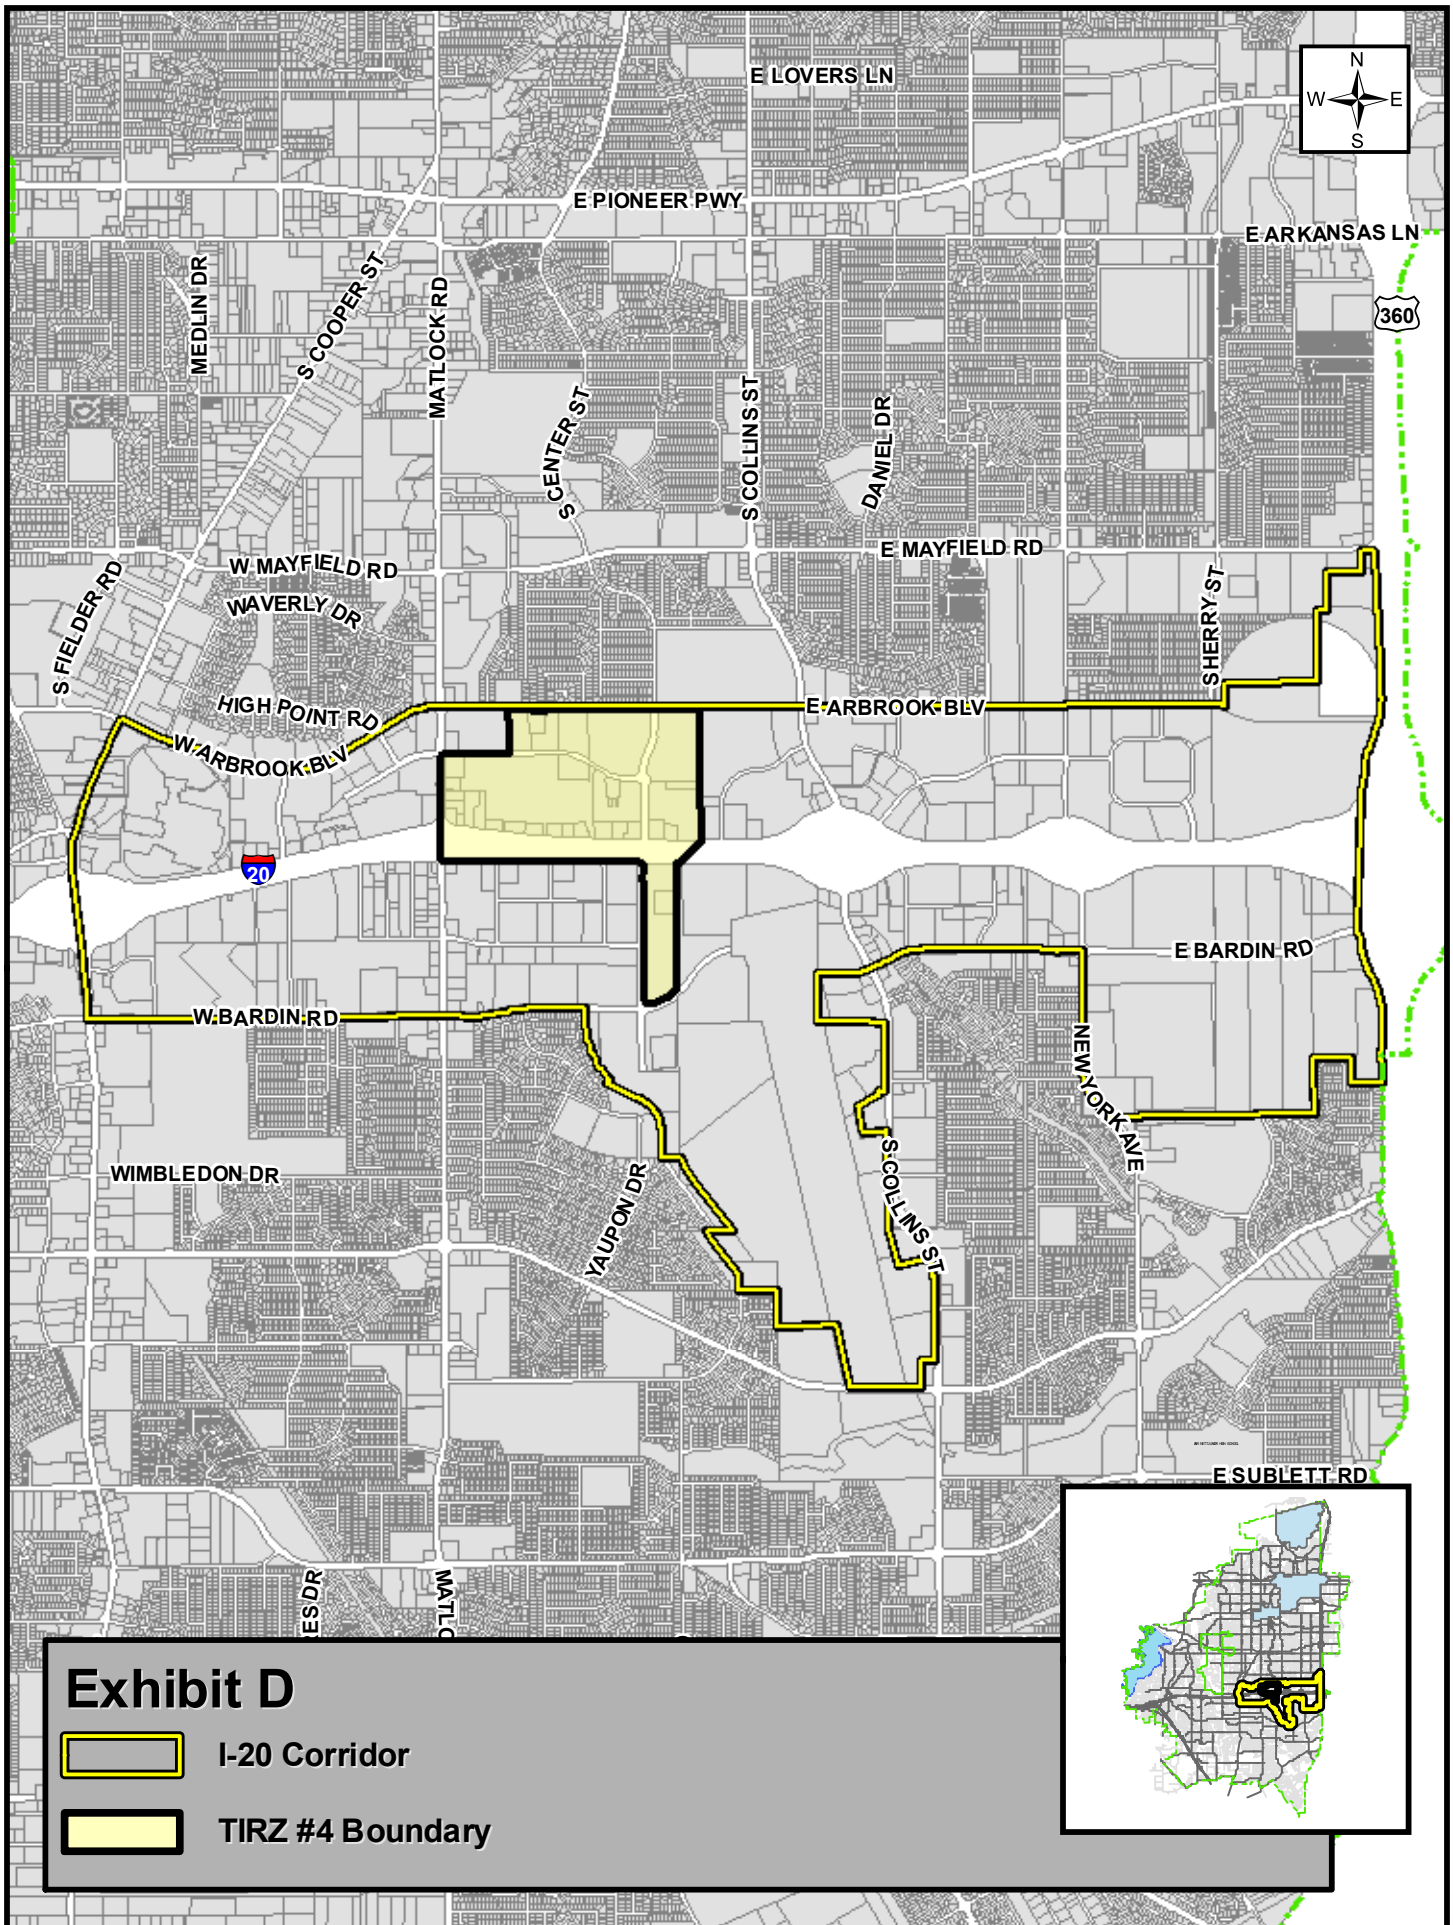 E LOVERS LN
N
W E
S
E PIONEER PWY
E ARKANSAS LN
MEDLIN DR
S COOPER ST
MATLOCK RD
360
S CENTER ST
S COLLINS ST
DANIEL DR
E MAYFIELD RD
W MAYFIELD RD
S FIELDER RD
WAVERLY DR
SHERRY ST
HIGH POINT RD
E ARBROOK BLV
W ARBROOK BLV
20
E BARDIN RD
W BARDIN RD
NEW YORK AVE
WIMBLEDON DR
YAUPON DR
S COLLINS ST
E SUBLETT RD
RES DR
MATLO
Exhibit D
I-20 Corridor
TIRZ #4 Boundary